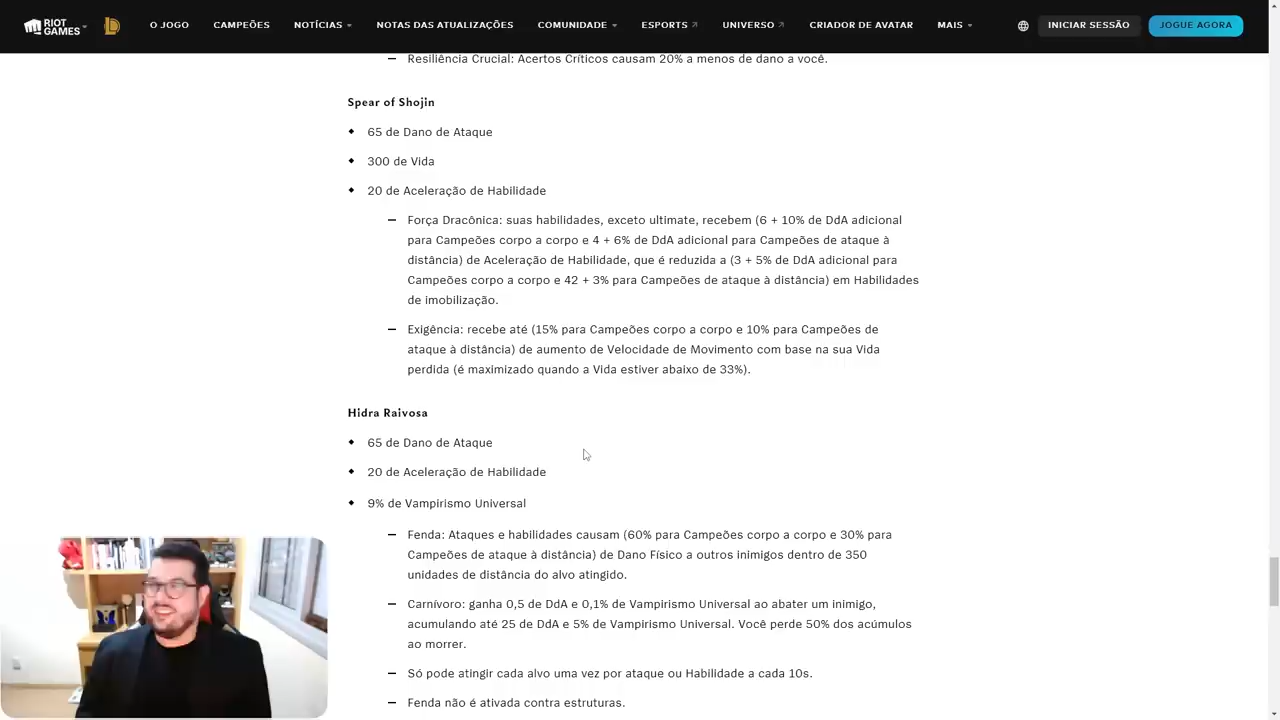 RIOT GAMES
O JOGO CAMPEÕES NOTÍCIAS NOTAS DAS ATUALIZAÇÕES COMUNIDADE ESPORTS UNIVERSO CRIADOR DE AVATAR MAIS INICIAR SESSÃO JOGUE AGORA
— Resiliência Crucial: Acertos Críticos causam 20% a menos de dano a você.
Spear of Shojin
65 de Dano de Ataque
300 de Vida
20 de Aceleração de Habilidade
— Força Dracônica: suas habilidades, exceto ultimate, recebem (6 + 10% de DdA adicional
para Campeões corpo a corpo e 4 + 6% de DdA adicional para Campeões de ataque à
distância) de Aceleração de Habilidade, que é reduzida a (3 + 5% de DdA adicional para
Campeões corpo a corpo e 42 + 3% para Campeões de ataque à distância) em Habilidades
de imobilização.
— Exigência: recebe até (15% para Campeões corpo a corpo e 10% para Campeões de
ataque à distância) de aumento de Velocidade de Movimento com base na sua Vida
perdida (é maximizado quando a Vida estiver abaixo de 33%).
Hidra Raivosa
65 de Dano de Ataque
20 de Aceleração de Habilidade
9% de Vampirismo Universal
— Fenda: Ataques e habilidades causam (60% para Campeões corpo a corpo e 30% para
Campeões de ataque à distância) de Dano Físico a outros inimigos dentro de 350
unidades de distância do alvo atingido.
— Carnívoro: ganha 0,5 de DdA e 0,1% de Vampirismo Universal ao abater um inimigo,
acumulando até 25 de DdA e 5% de Vampirismo Universal. Você perde 50% dos acúmulos
ao morrer.
— Só pode atingir cada alvo uma vez por ataque ou Habilidade a cada 10s.
— Fenda não é ativada contra estruturas.